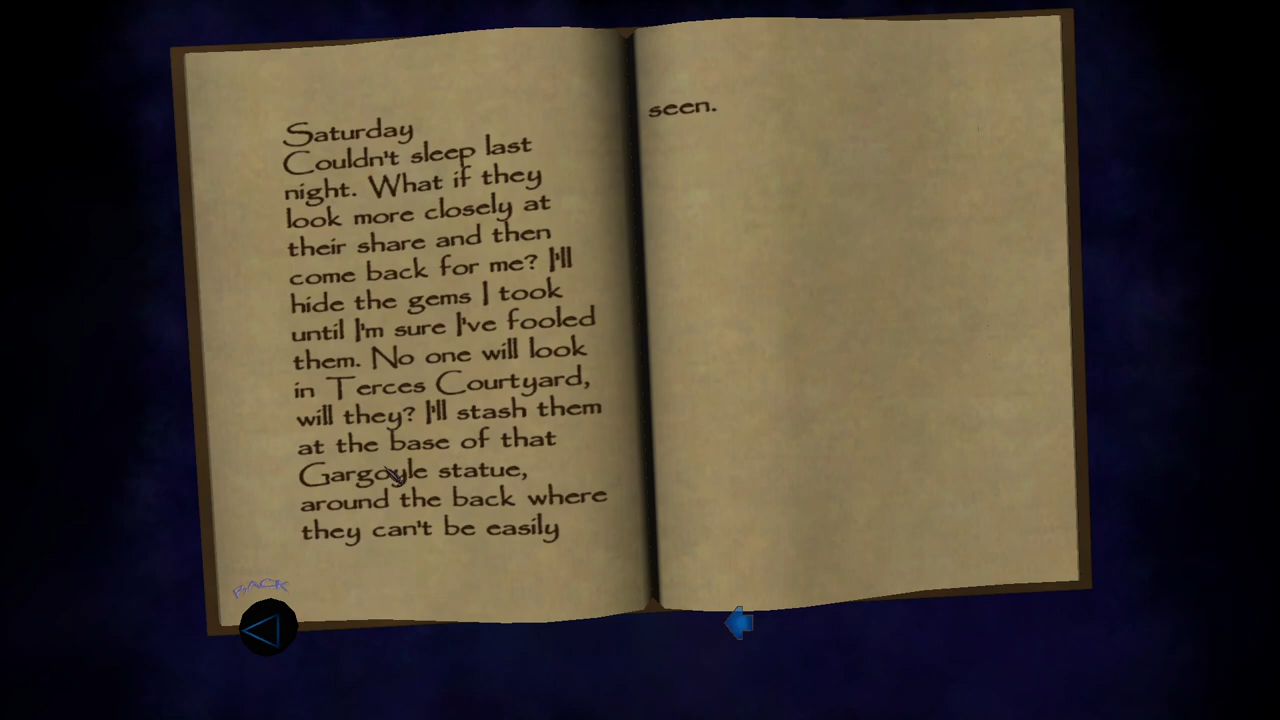 Saturday
Couldn't sleep last
night. What if they
look more closely at
their share and then
come back for me? I'll
hide the gems I took
until I'm sure I've fooled
them. No one will look
in Terces Courtyard,
will they? I'll stash them
at the base of that
Gargoyle statue,
around the back where
they can't be easily
seen.
BACK